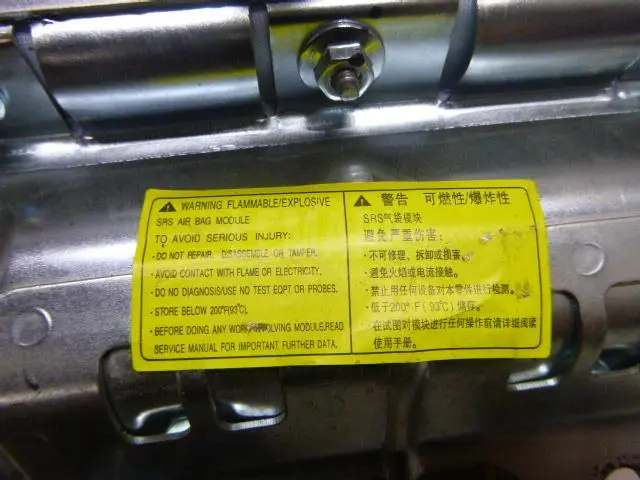 WARNING FLAMMABLE/EXPLOSIVE
SRS AIR BAG MODULE
TO AVOID SERIOUS INJURY:
· DO NOT REPAIR, DISASSEMBLE OR TAMPER.
· AVOID CONTACT WITH FLAME OR ELECTRICITY.
· DO NO DIAGNOSIS/USE NO TEST EQPT OR PROBES.
· STORE BELOW 200°F(93℃).
· BEFORE DOING ANY WORK OLVING MODULE,READ
SERVICE MANUAL FOR IMPORTANT FURTHER DATA.
警告 可燃性/爆炸性
SRS气袋模块
避免严重伤害:
· 不可修理、拆卸或损害。
· 避免火焰或电流接触。
· 禁止用任何设备对本零件进行检测。
· 低于200° F(93℃)储存。
· 在试图对模块进行任何操作前请详细阅读
使用手册。